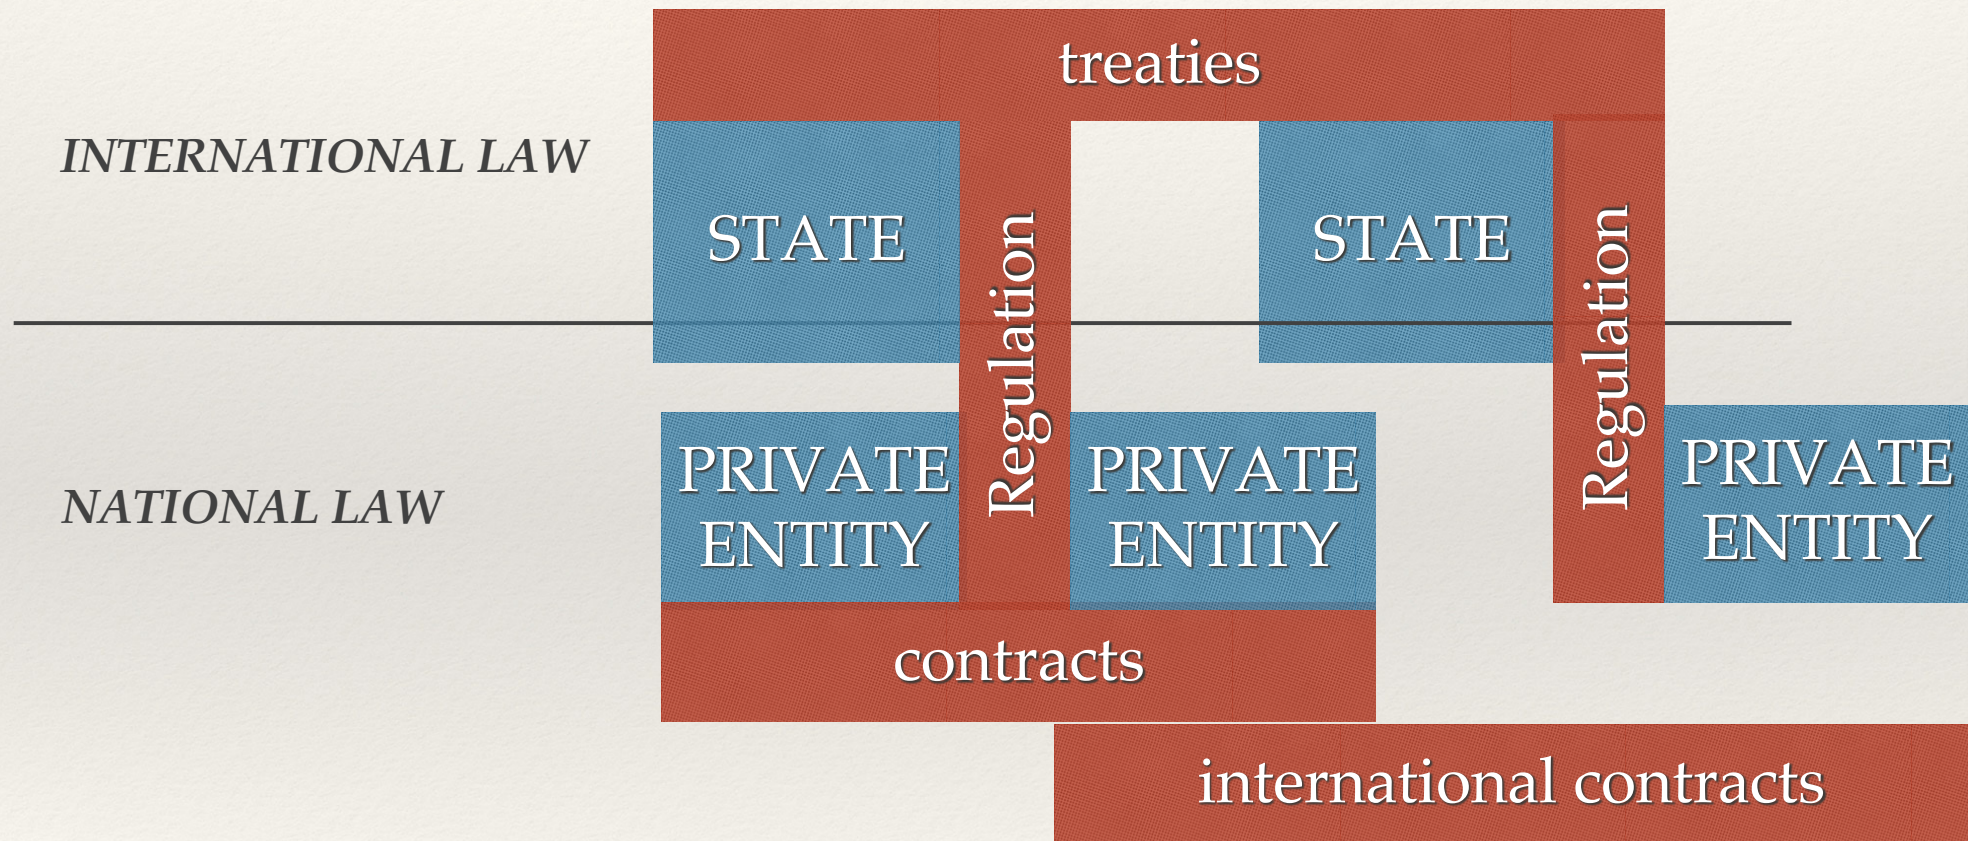 treaties
INTERNATIONAL LAW
STATE
Regulation
STATE
Regulation
NATIONAL LAW
PRIVATE
ENTITY
PRIVATE
ENTITY
PRIVATE
ENTITY
contracts
international contracts